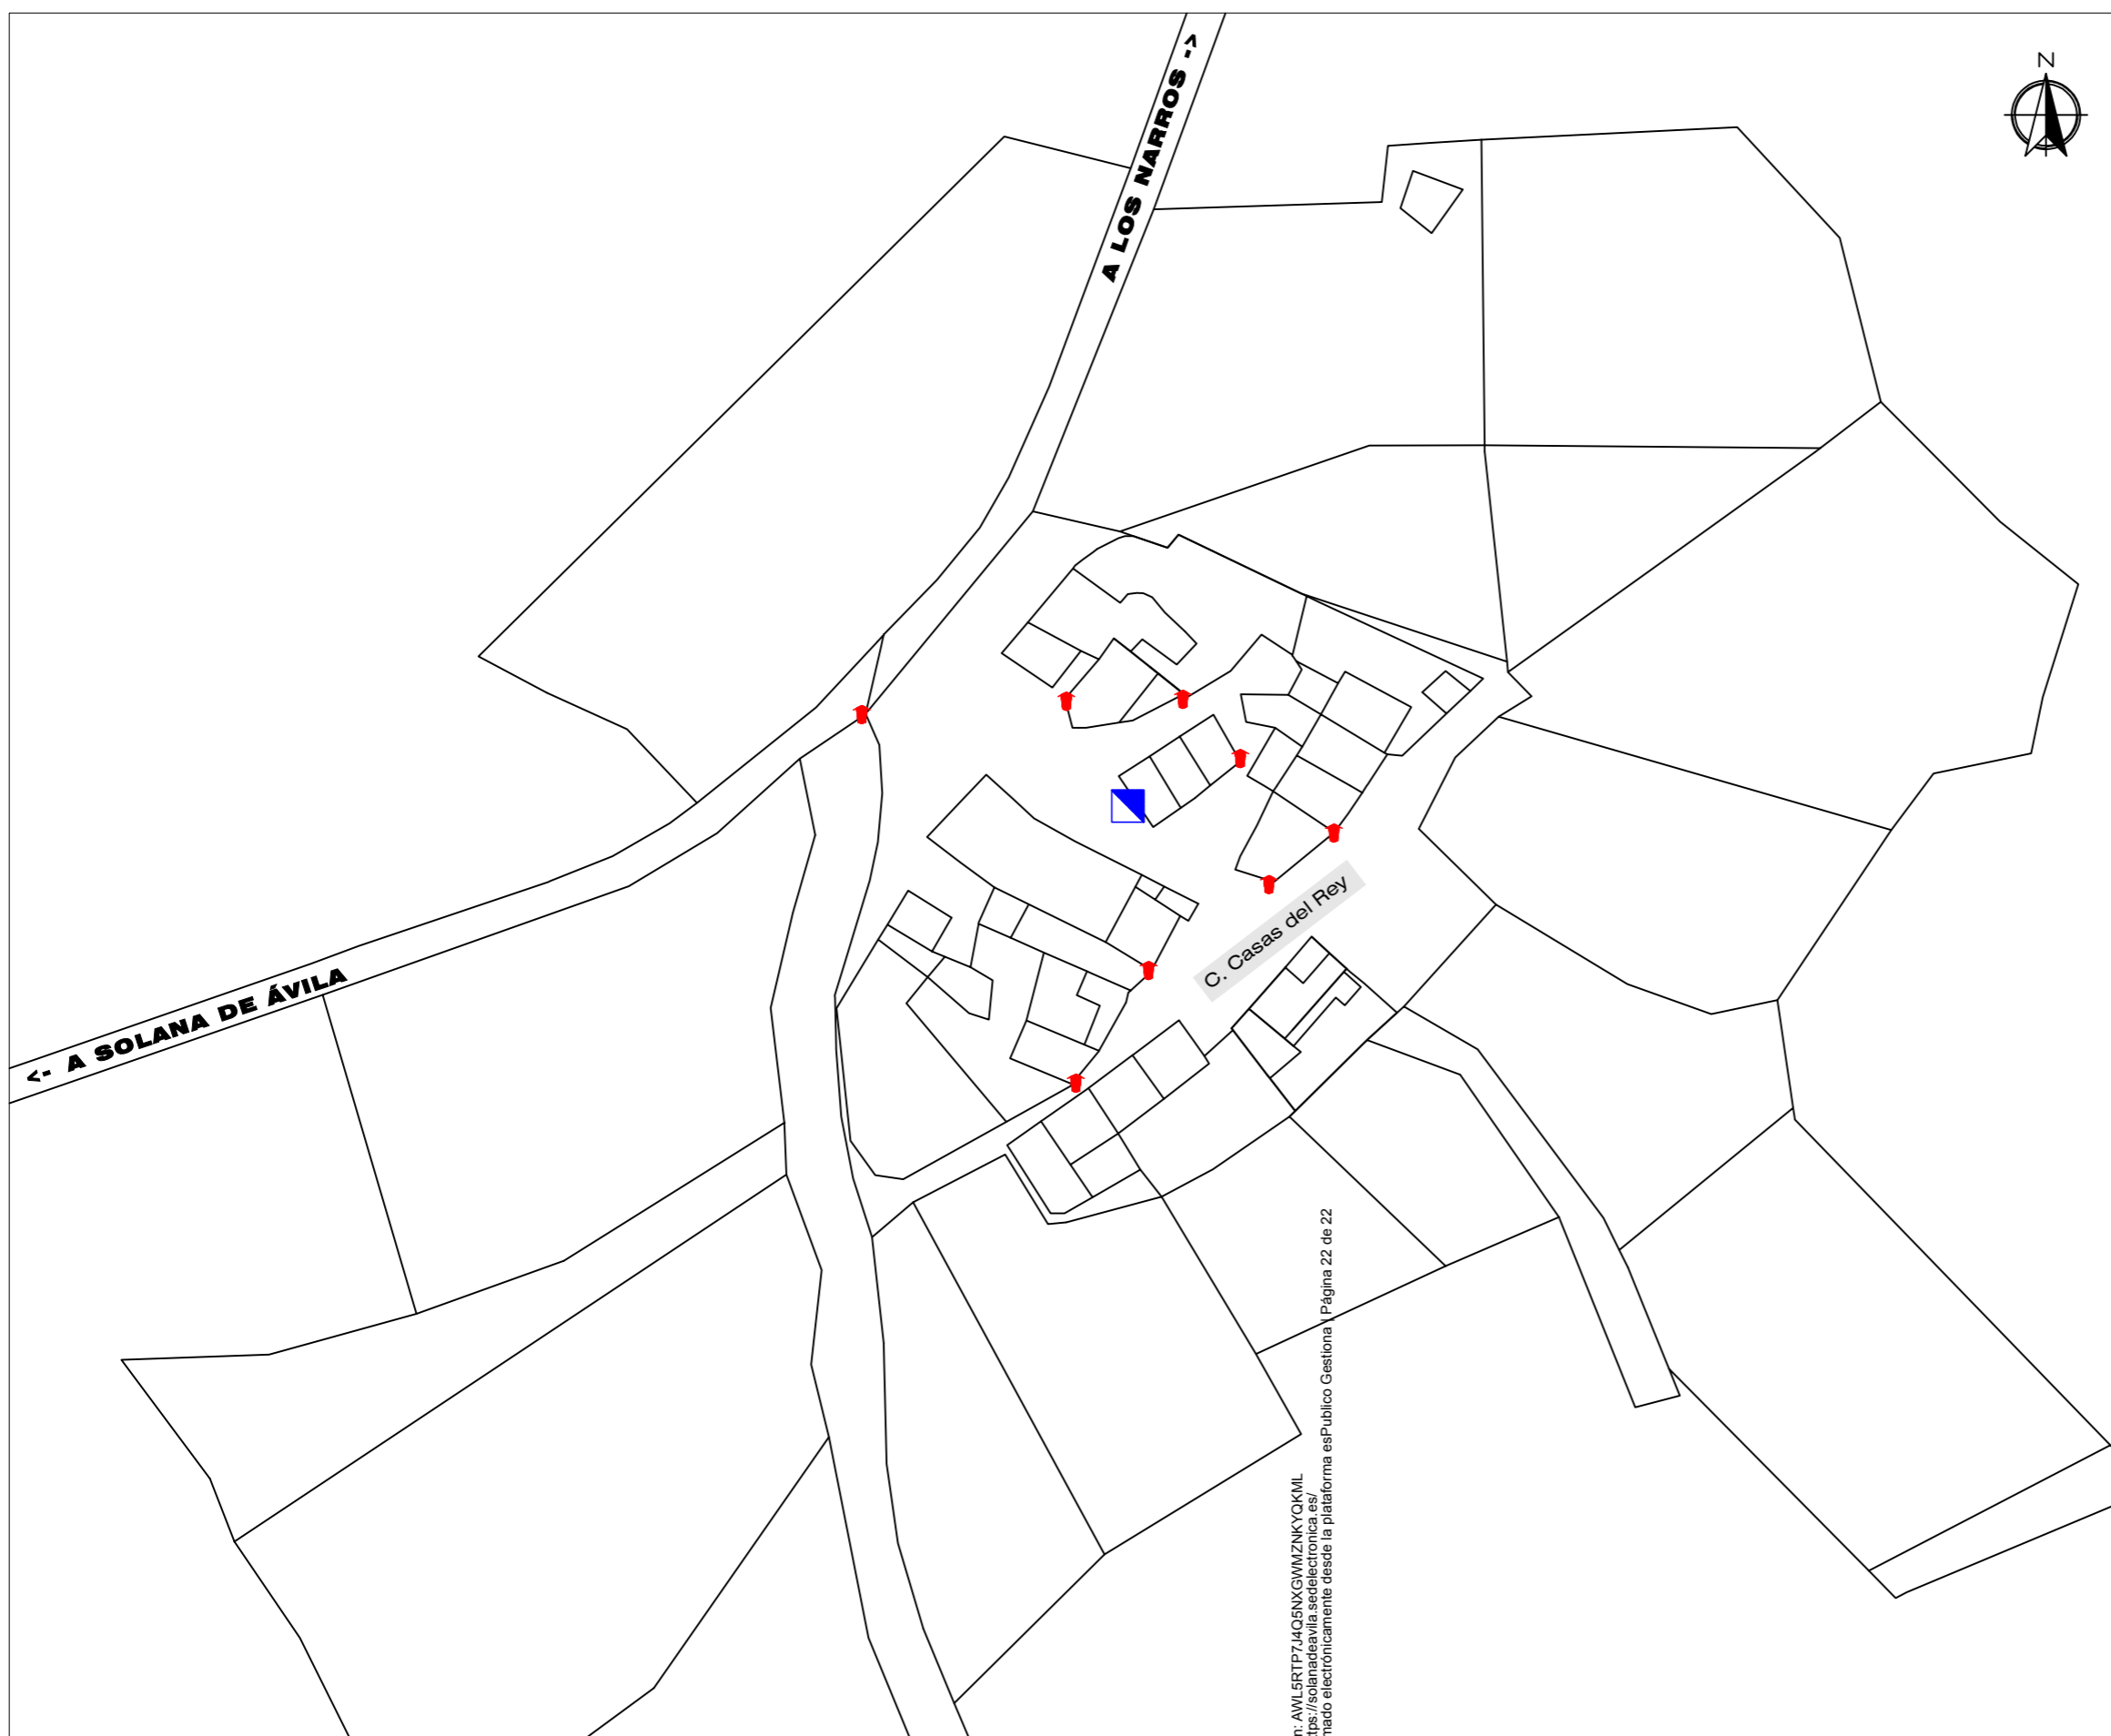 N
A LOS NARROS ->
C. Casas del Rey
<- A SOLANA DE ÁVILA
n: AWL5RTP7J4Q5NXGWMZNKYQKML
tps://solanadeavila.sedelectronica.es/
mado electrónicamente desde la plataforma esPublico Gestiona | Página 22 de 22